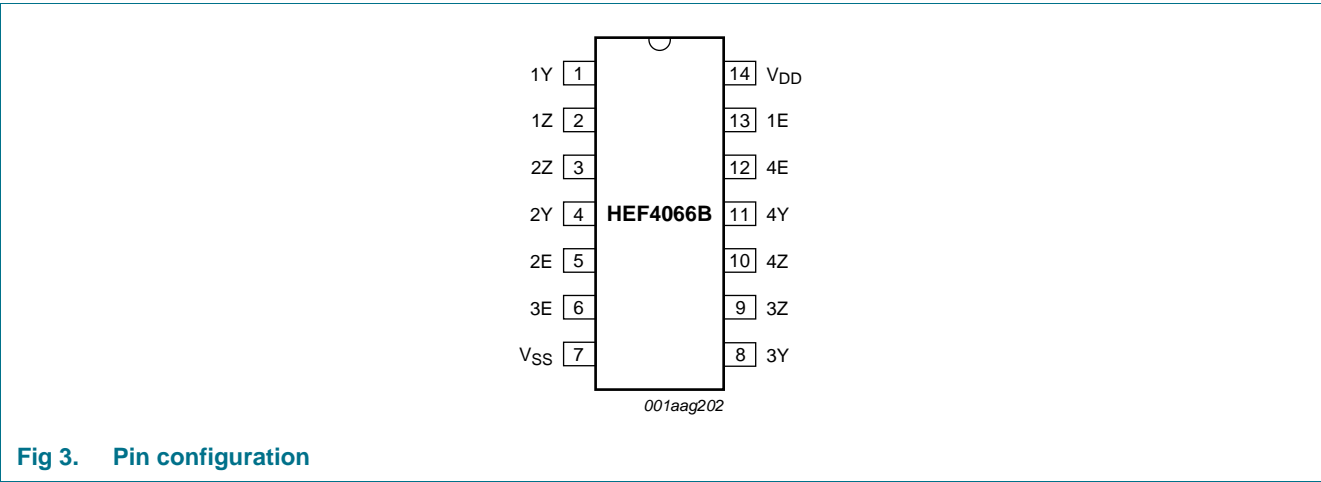 1Y 1 14 VDD
1Z 2 13 1E
2Z 3 12 4E
2Y 4 HEF4066B 11 4Y
2E 5 10 4Z
3E 6 9 3Z
VSS 7 8 3Y
001aag202
Fig 3. Pin configuration